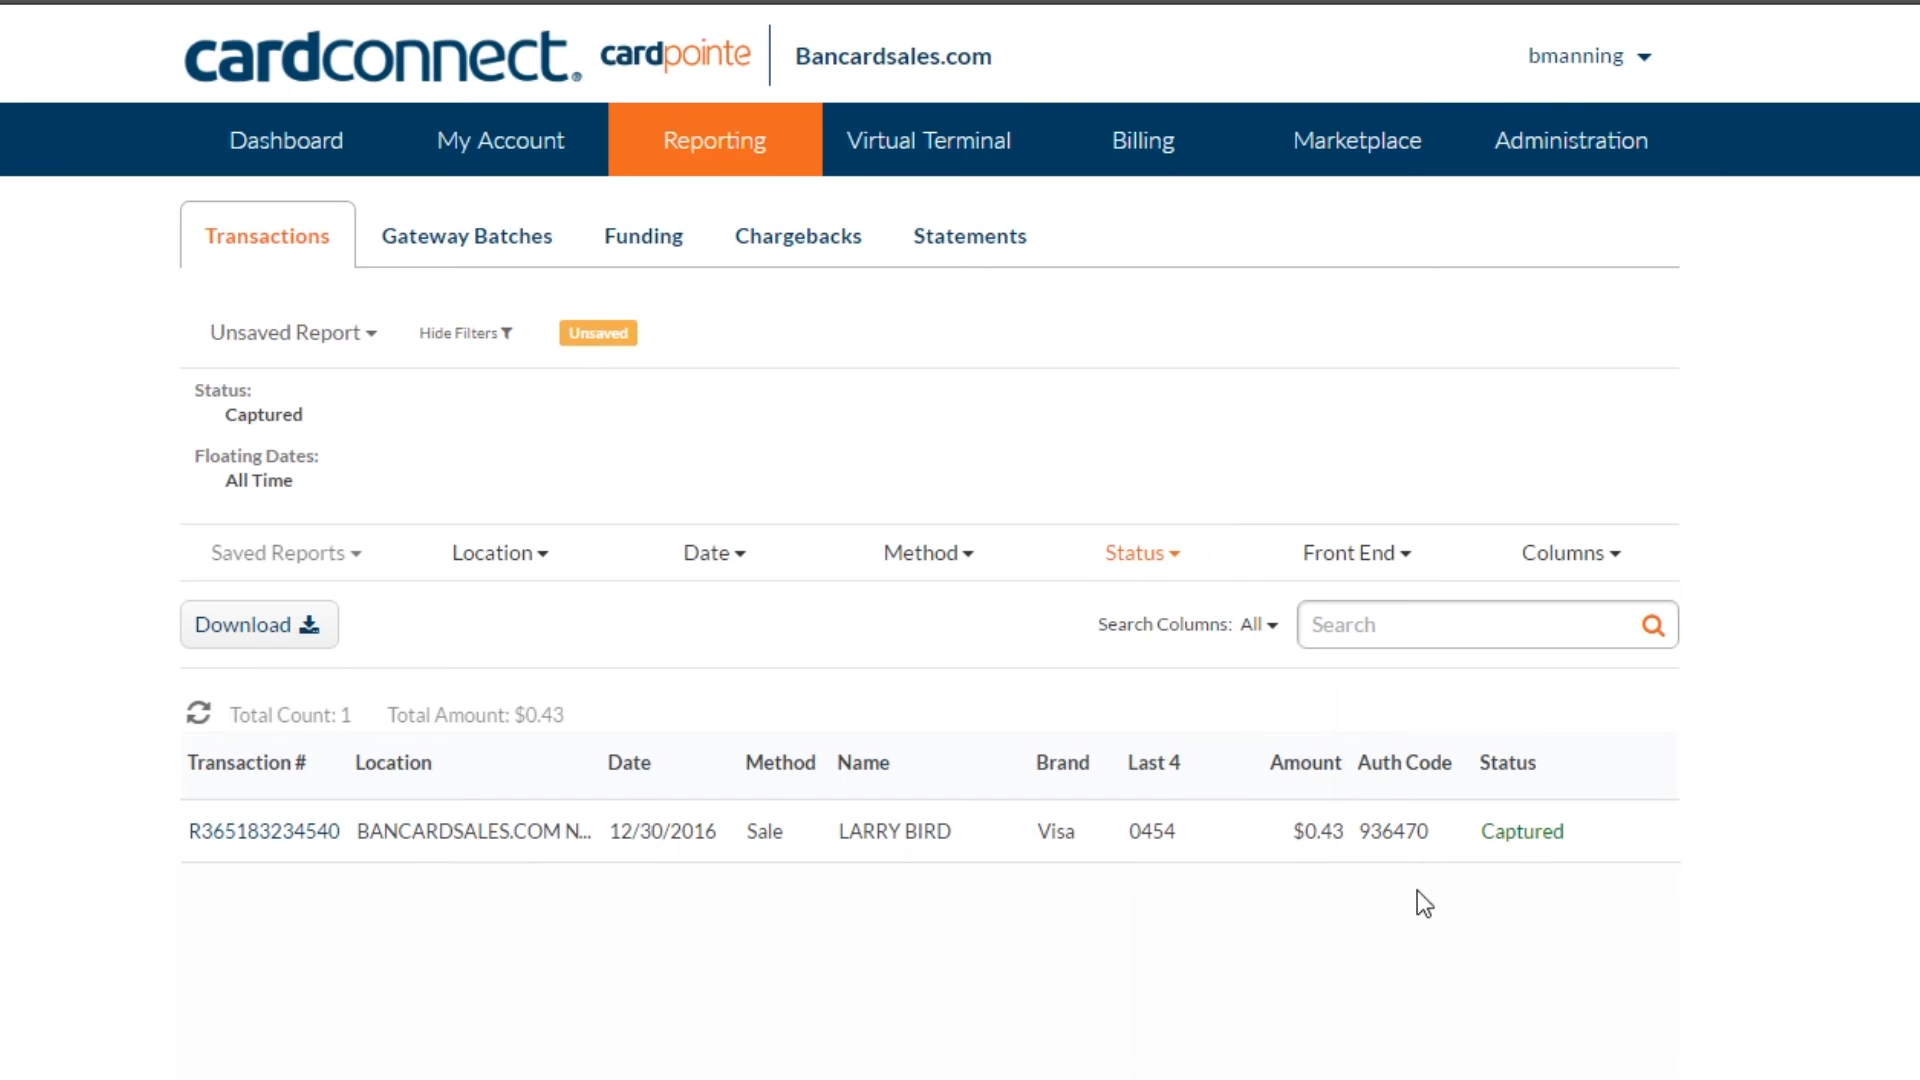 cardconnect. ® cardpointe Bancardsales.com bmanning
Dashboard My Account Reporting Virtual Terminal Billing Marketplace Administration
Transactions Gateway Batches Funding Chargebacks Statements
Unsaved Report Hide Filters Unsaved
Status:
Captured
Floating Dates:
All Time
Saved Reports Location Date Method Status Front End Columns
Download Search Columns: All Search
Total Count: 1 Total Amount: $0.43
Transaction # Location Date Method Name Brand Last 4 Amount Auth Code Status
R365183234540 BANCARDSALES.COM N... 12/30/2016 Sale LARRY BIRD Visa 0454 $0.43 936470 Captured